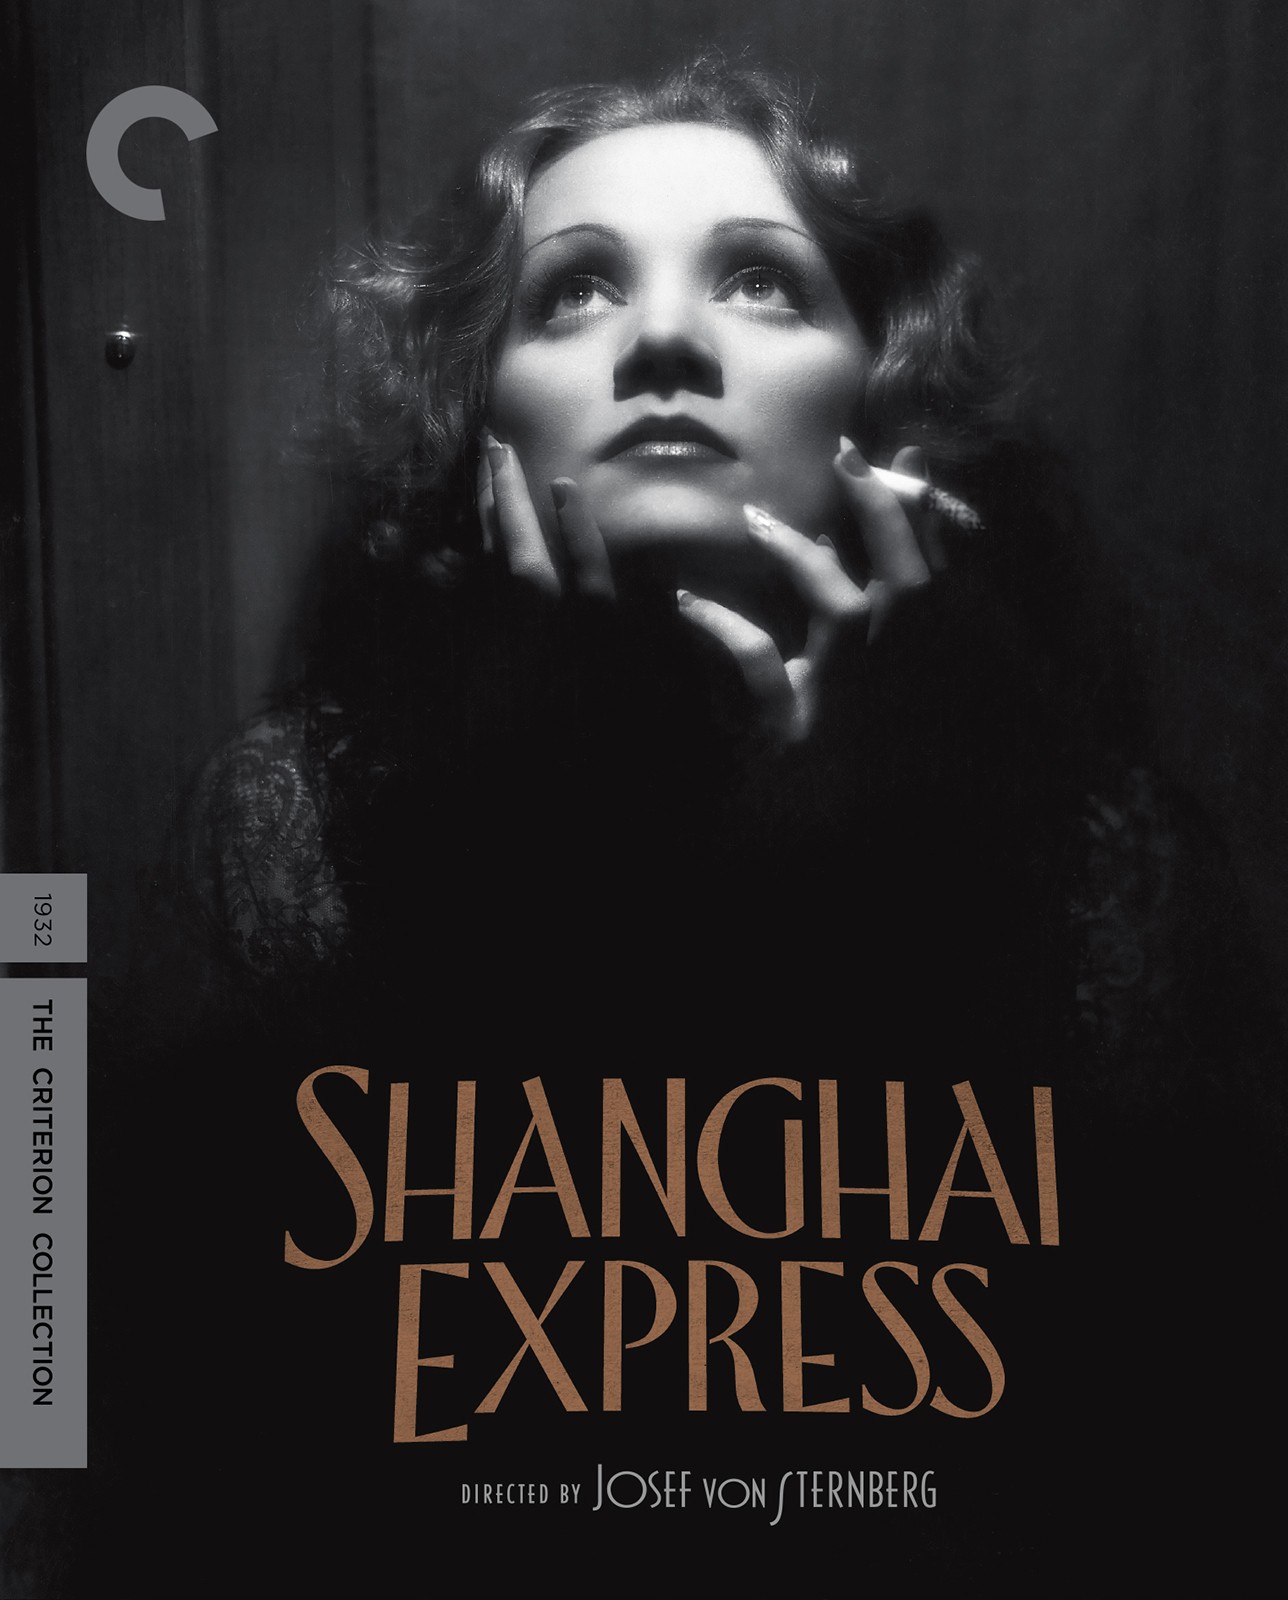 1932
THE CRITERION COLLECTION
SHANGHAI
EXPRESS
DIRECTED BY JOSEF VON STERNBERG